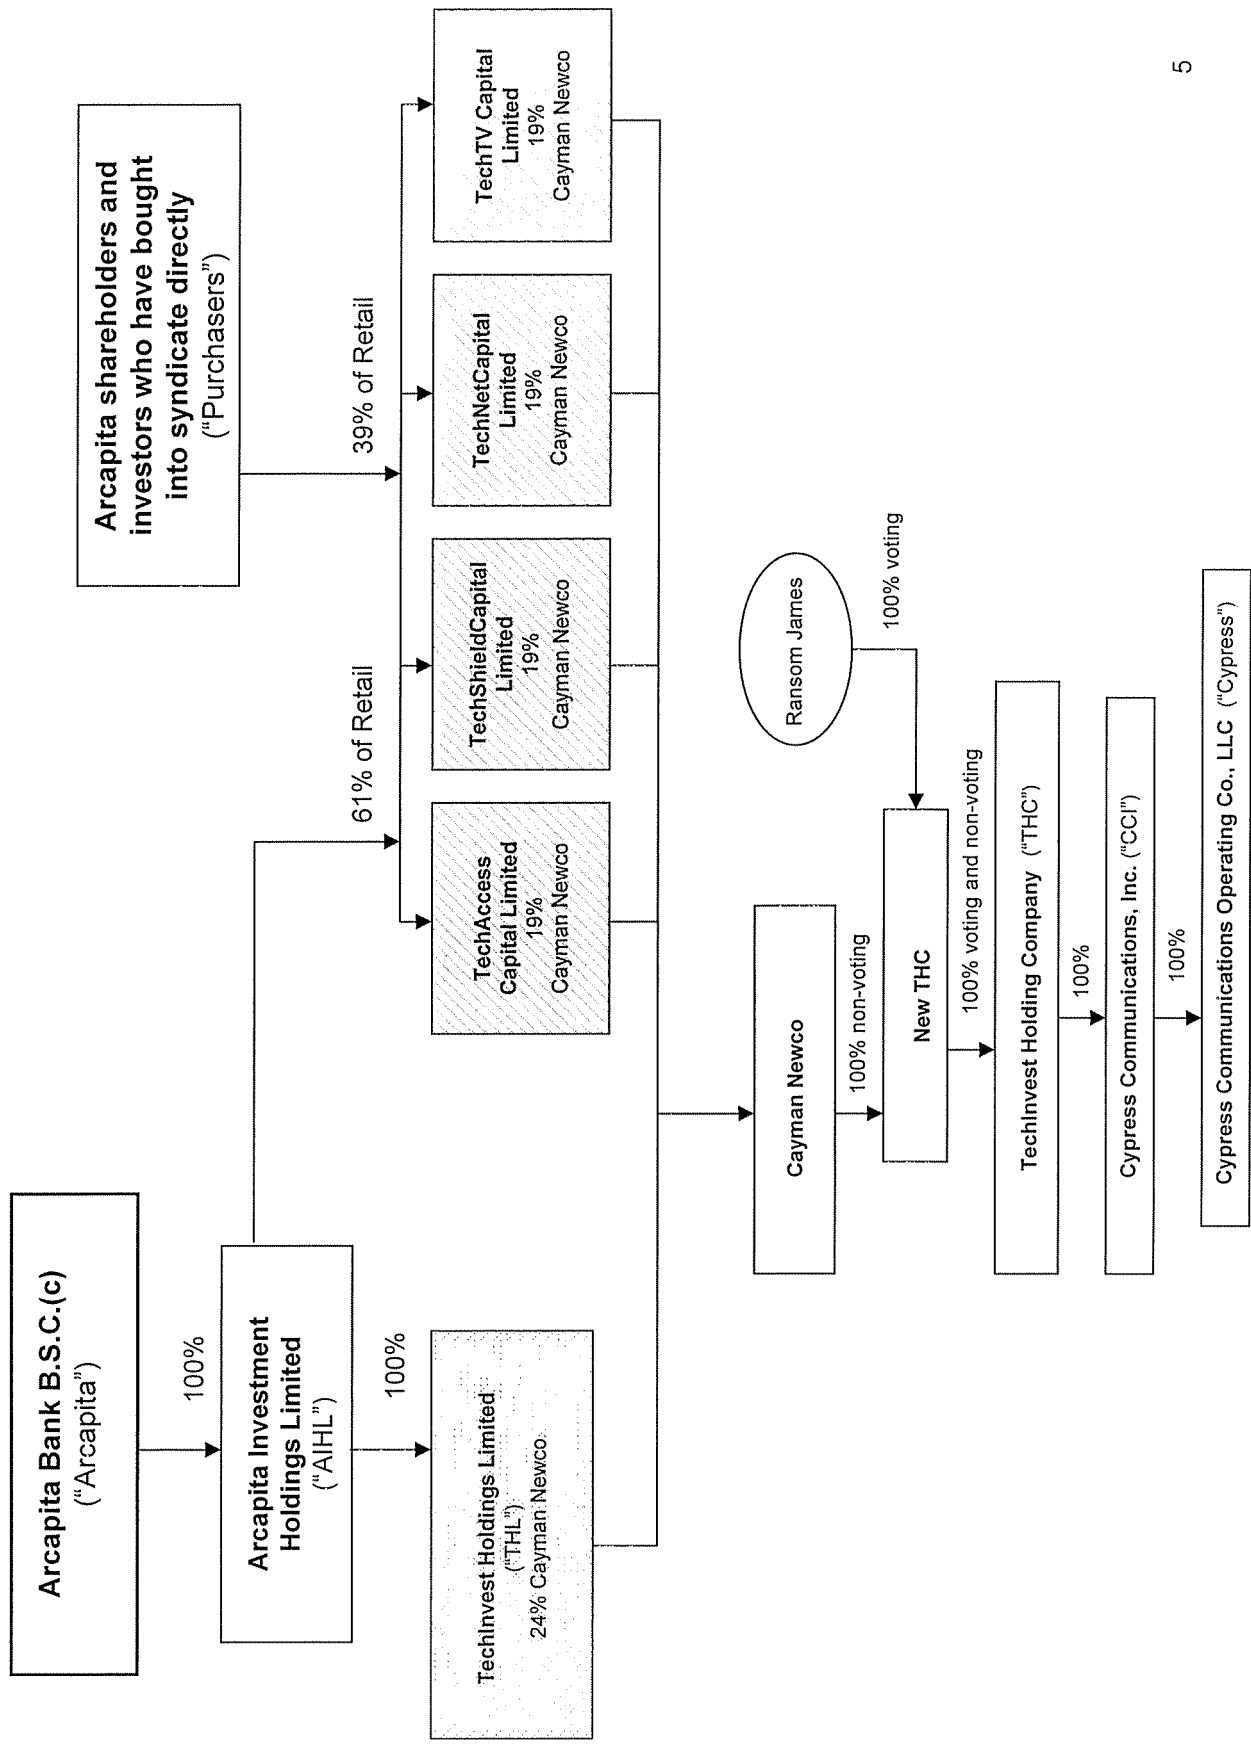 Arcapita Bank B.S.C.(c)
("Arcapita")
100%
Arcapita Investment
Holdings Limited
("AIHL")
100%
TechInvest Holdings Limited
("THL")
24% Cayman Newco
Arcapita shareholders and
investors who have bought
into syndicate directly
("Purchasers")
61% of Retail
39% of Retail
TechAccess
Capital Limited
19%
Cayman Newco
TechShieldCapital
Limited
19%
Cayman Newco
TechNetCapital
Limited
19%
Cayman Newco
TechTV Capital
Limited
19%
Cayman Newco
Cayman Newco
100% non-voting
Ransom James
100% voting
New THC
100% voting and non-voting
TechInvest Holding Company ("THC")
100%
Cypress Communications, Inc. ("CCI")
100%
Cypress Communications Operating Co., LLC ("Cypress")
5